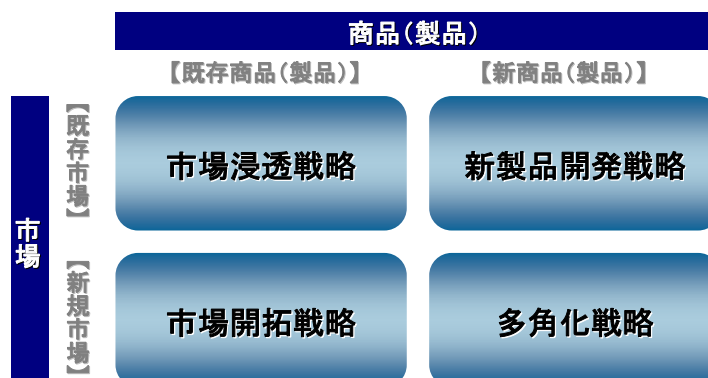 商品（製品）
【既存商品（製品）】
【新商品（製品）】
市場
【既存市場】
市場浸透戦略
新製品開発戦略
【新規市場】
市場開拓戦略
多角化戦略